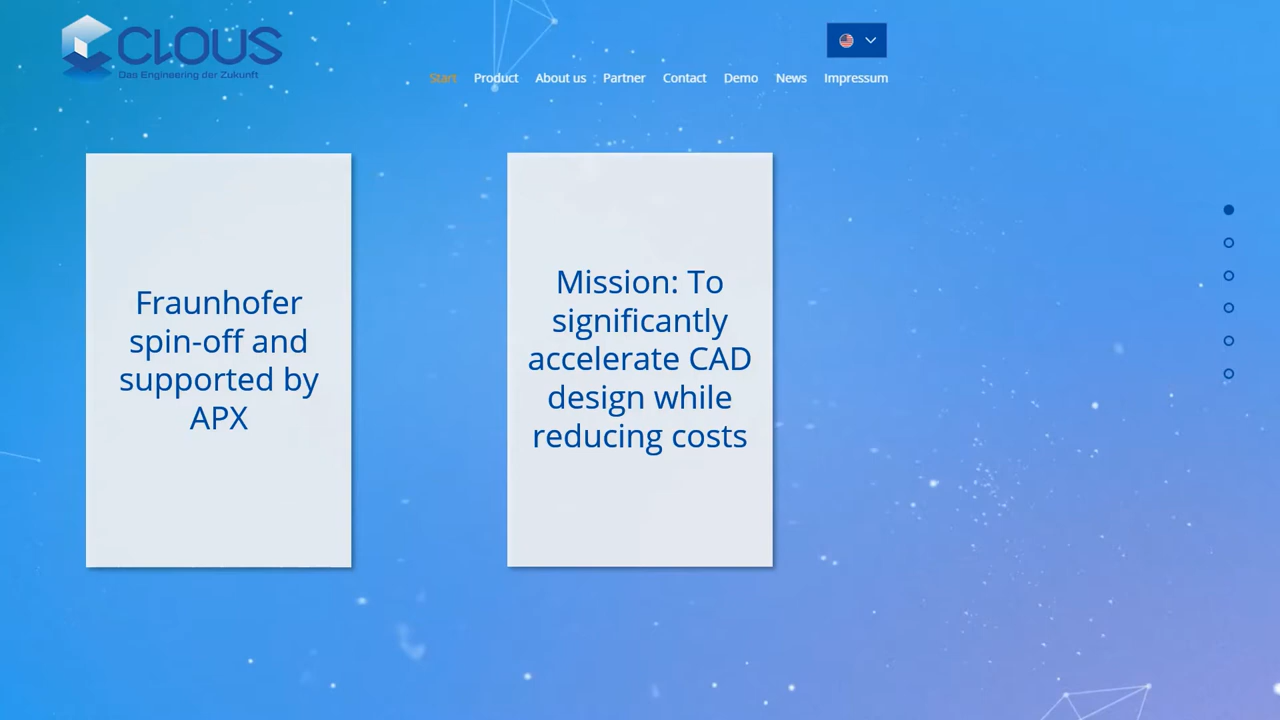 CLOUS
Das Engineering der Zukunft
Start Product About us Partner Contact Demo News Impressum
Fraunhofer
spin-off and
supported by
APX
Mission: To
significantly
accelerate CAD
design while
reducing costs